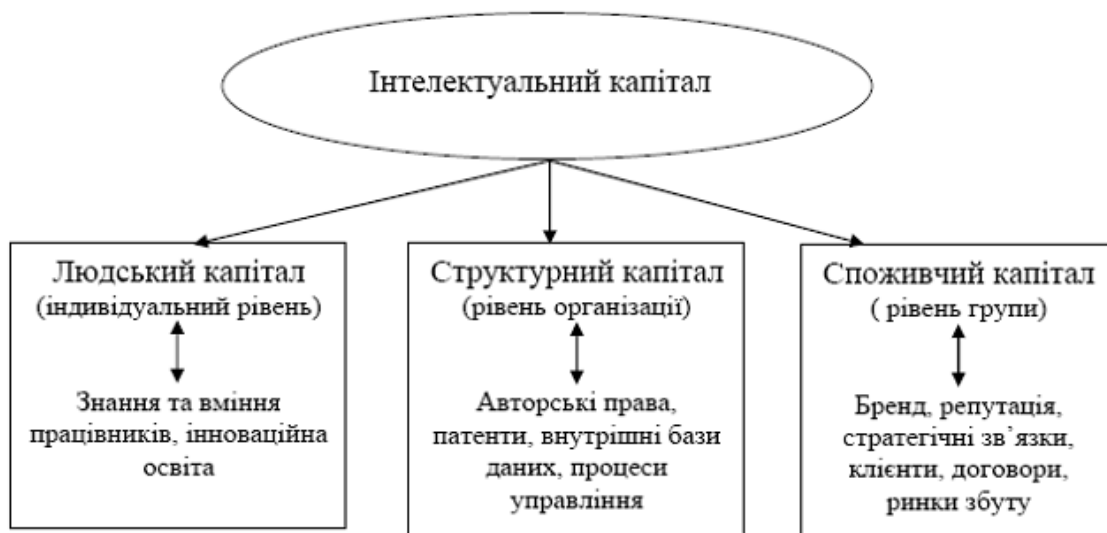 Інтелектуальний капітал
Людський капітал
(індивідуальний рівень)
Знання та вміння
працівників, інноваційна
освіта
Структурний капітал
(рівень організації)
Авторські права,
патенти, внутрішні бази
даних, процеси
управління
Споживчий капітал
( рівень групи)
Бренд, репутація,
стратегічні зв’язки,
клієнти, договори,
ринки збуту